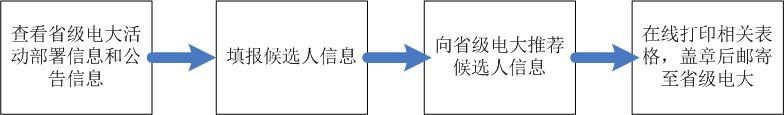 查看省级电大活
动部署信息和公
告信息
填报候选人信息
向省级电大推荐
候选人信息
在线打印相关表
格，盖章后邮寄
至省级电大